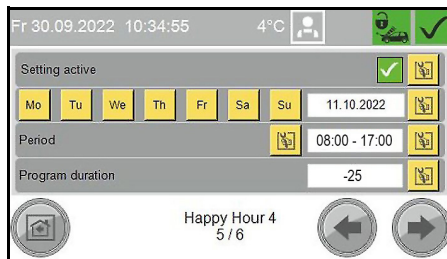 Fr 30.09.2022 10:34:55 4°C
Setting active
Mo Tu We Th Fr Sa Su 11.10.2022
Period 08:00 - 17:00
Program duration -25
Happy Hour 4
5 / 6